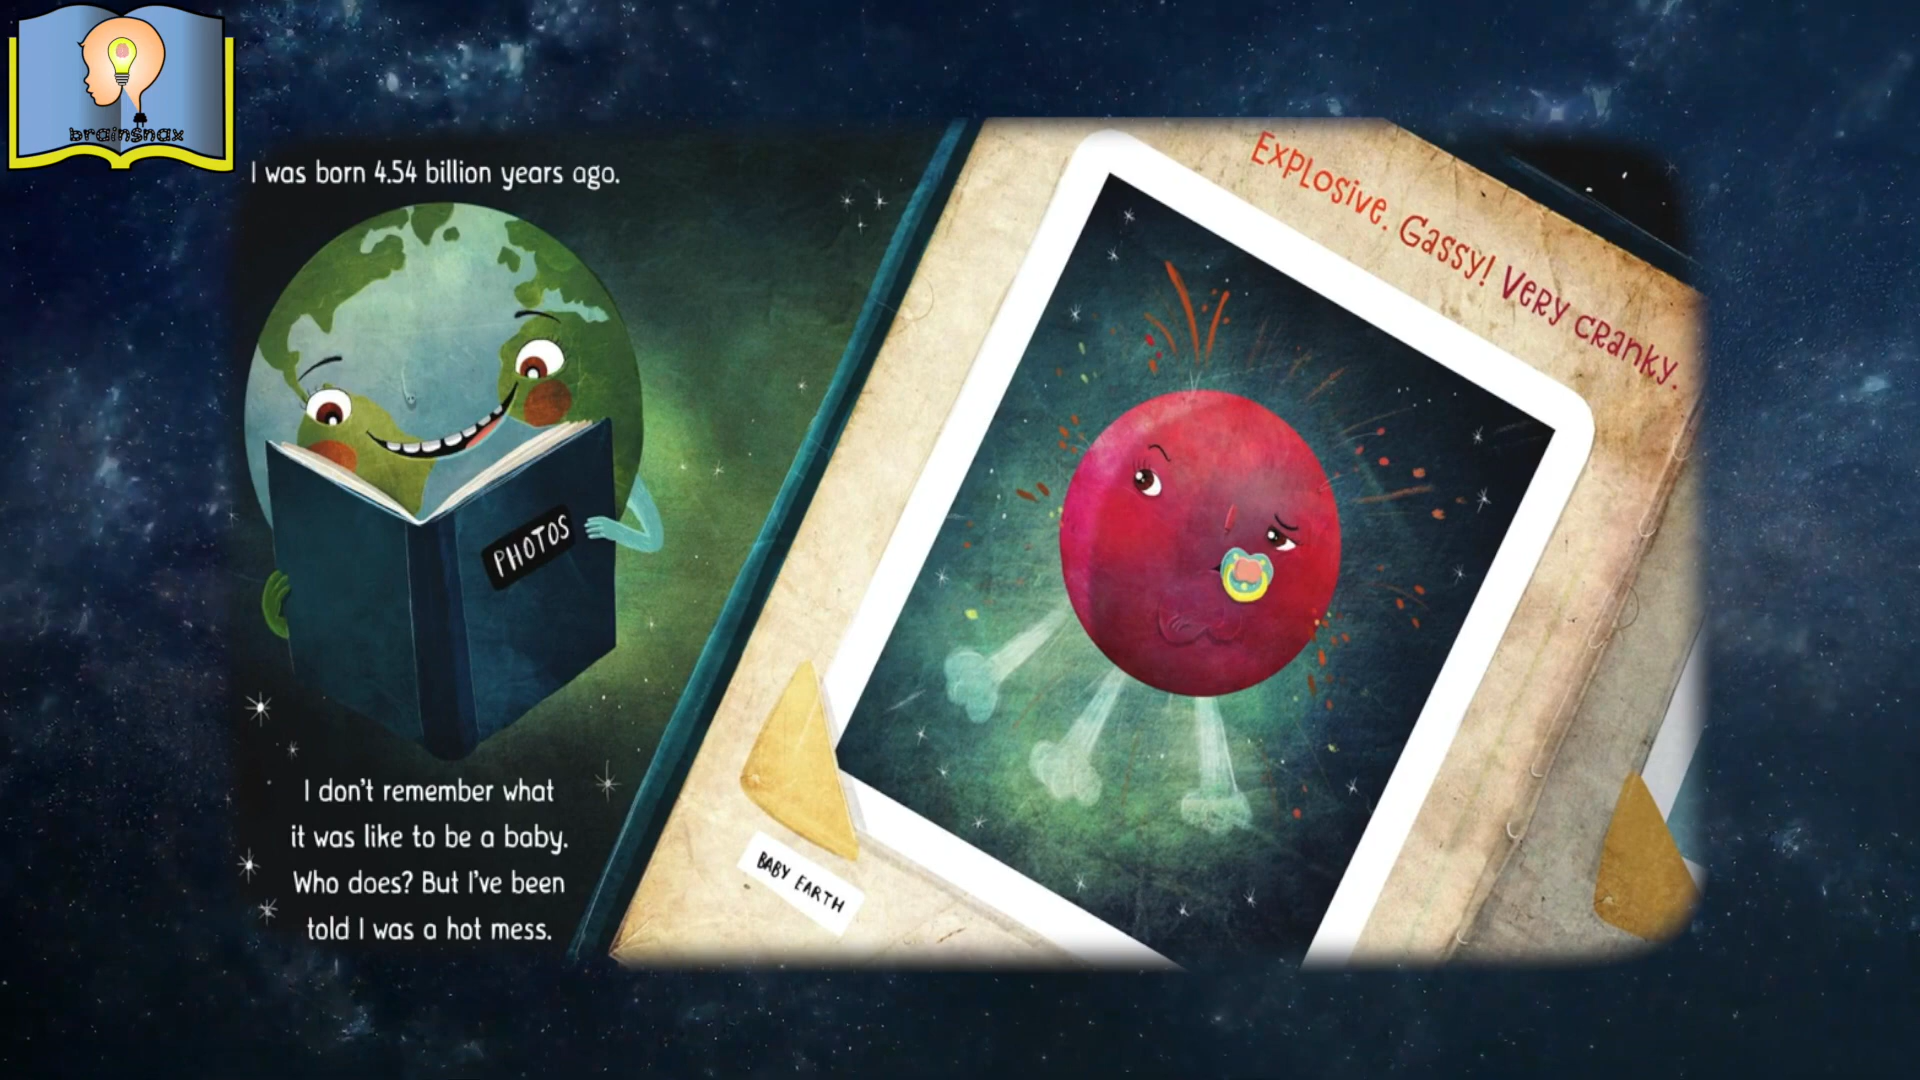 brainsnax
I was born 4.54 billion years ago.
PHOTOS
I don't remember what
it was like to be a baby.
Who does? But I've been
told I was a hot mess.
Explosive. Gassy! Very cranky.
BABY EARTH